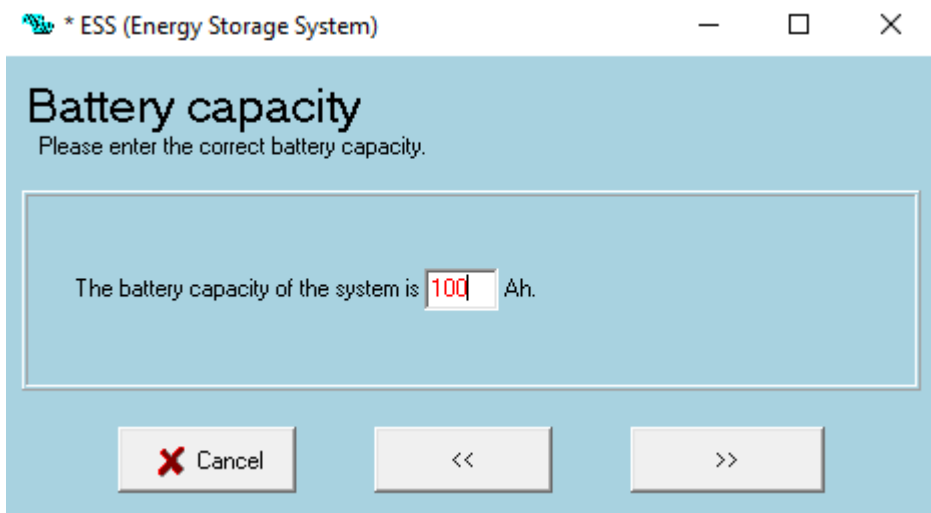 * ESS (Energy Storage System)
Battery capacity
Please enter the correct battery capacity.
The battery capacity of the system is 100 Ah.
Cancel << >>